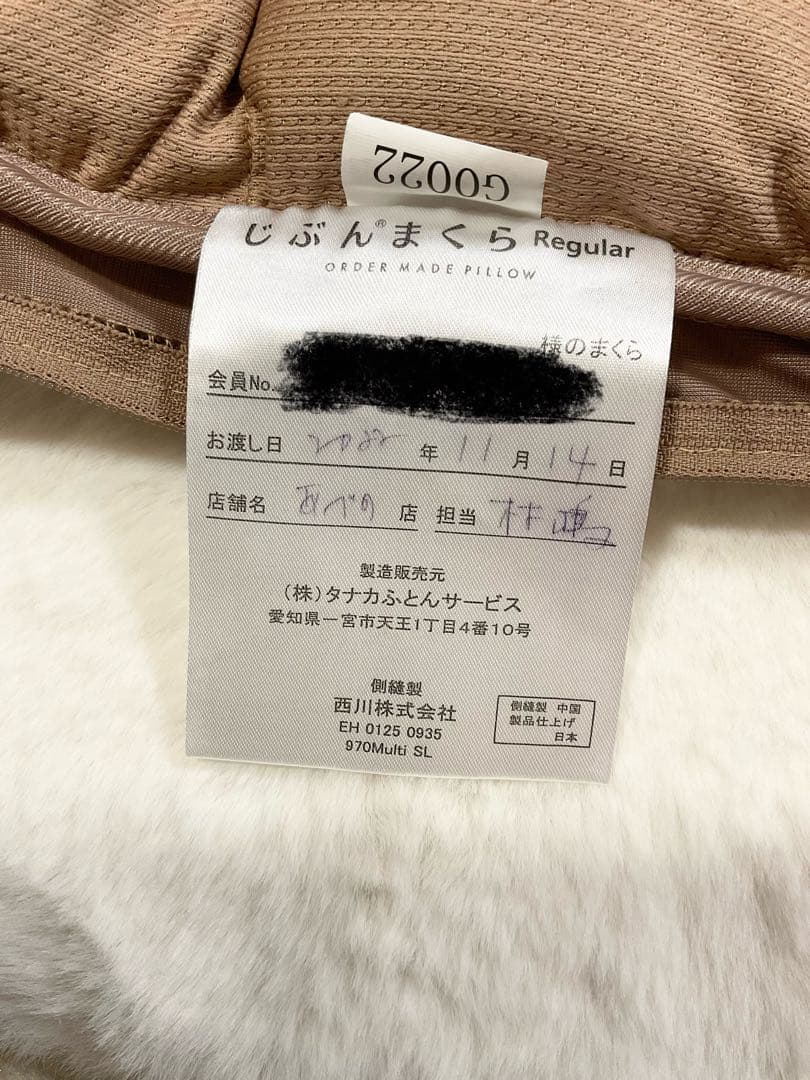 G0022
じぶん®まくら Regular
ORDER MADE PILLOW
様のまくら
会員No.
お渡し日 2022 年 11 月 14 日
店舗名 あべの 店 担当
製造販売元
(株)タナカふとんサービス
愛知県一宮市天王1丁目4番10号
側縫製
西川株式会社
EH 0125 0935
970Multi SL
側縫製 中国
製品仕上げ
日本